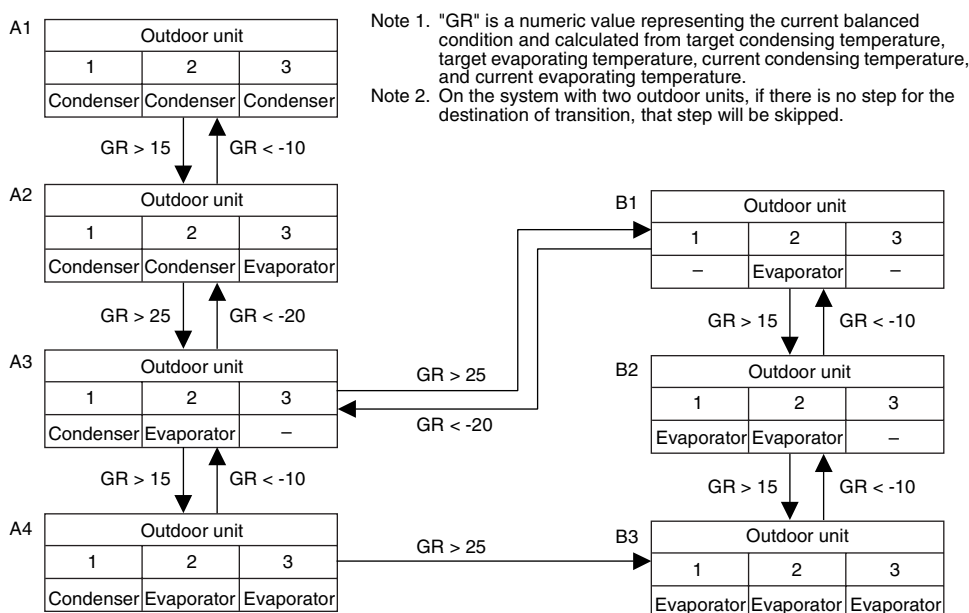 Note 1. "GR" is a numeric value representing the current balanced
condition and calculated from target condensing temperature,
target evaporating temperature, current condensing temperature,
and current evaporating temperature.
Note 2. On the system with two outdoor units, if there is no step for the
destination of transition, that step will be skipped.
A1
Outdoor unit
1 2 3
Condenser Condenser Condenser
GR > 15 GR < -10
A2
Outdoor unit
1 2 3
Condenser Condenser Evaporator
GR > 25 GR < -20
A3
Outdoor unit
1 2 3
Condenser Evaporator –
GR > 15 GR < -10
A4
Outdoor unit
1 2 3
Condenser Evaporator Evaporator
GR > 25
GR < -20
GR > 25
B1
Outdoor unit
1 2 3
– Evaporator –
GR > 15 GR < -10
B2
Outdoor unit
1 2 3
Evaporator Evaporator –
GR > 15 GR < -10
B3
Outdoor unit
1 2 3
Evaporator Evaporator Evaporator